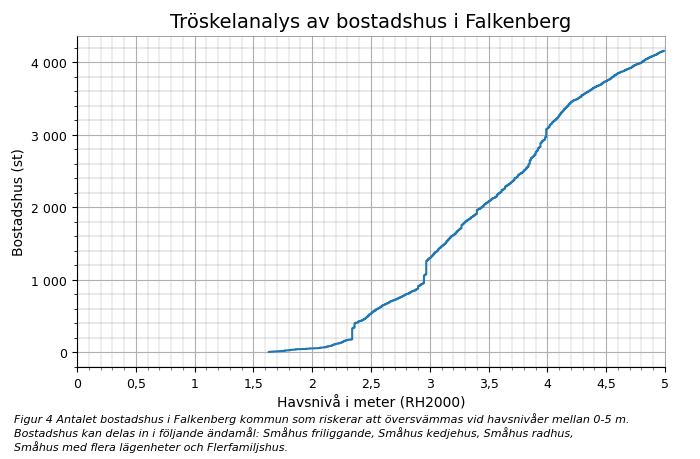 Tröskelanalys av bostadshus i Falkenberg
Bostadshus (st)
4 000
3 000
2 000
1 000
0
0 0,5 1 1,5 2 2,5 3 3,5 4 4,5 5
Havsnivå i meter (RH2000)
Figur 4 Antalet bostadshus i Falkenberg kommun som riskerar att översvämmas vid havsnivåer mellan 0-5 m.
Bostadshus kan delas in i följande ändamål: Småhus friliggande, Småhus kedjehus, Småhus radhus,
Småhus med flera lägenheter och Flerfamiljshus.